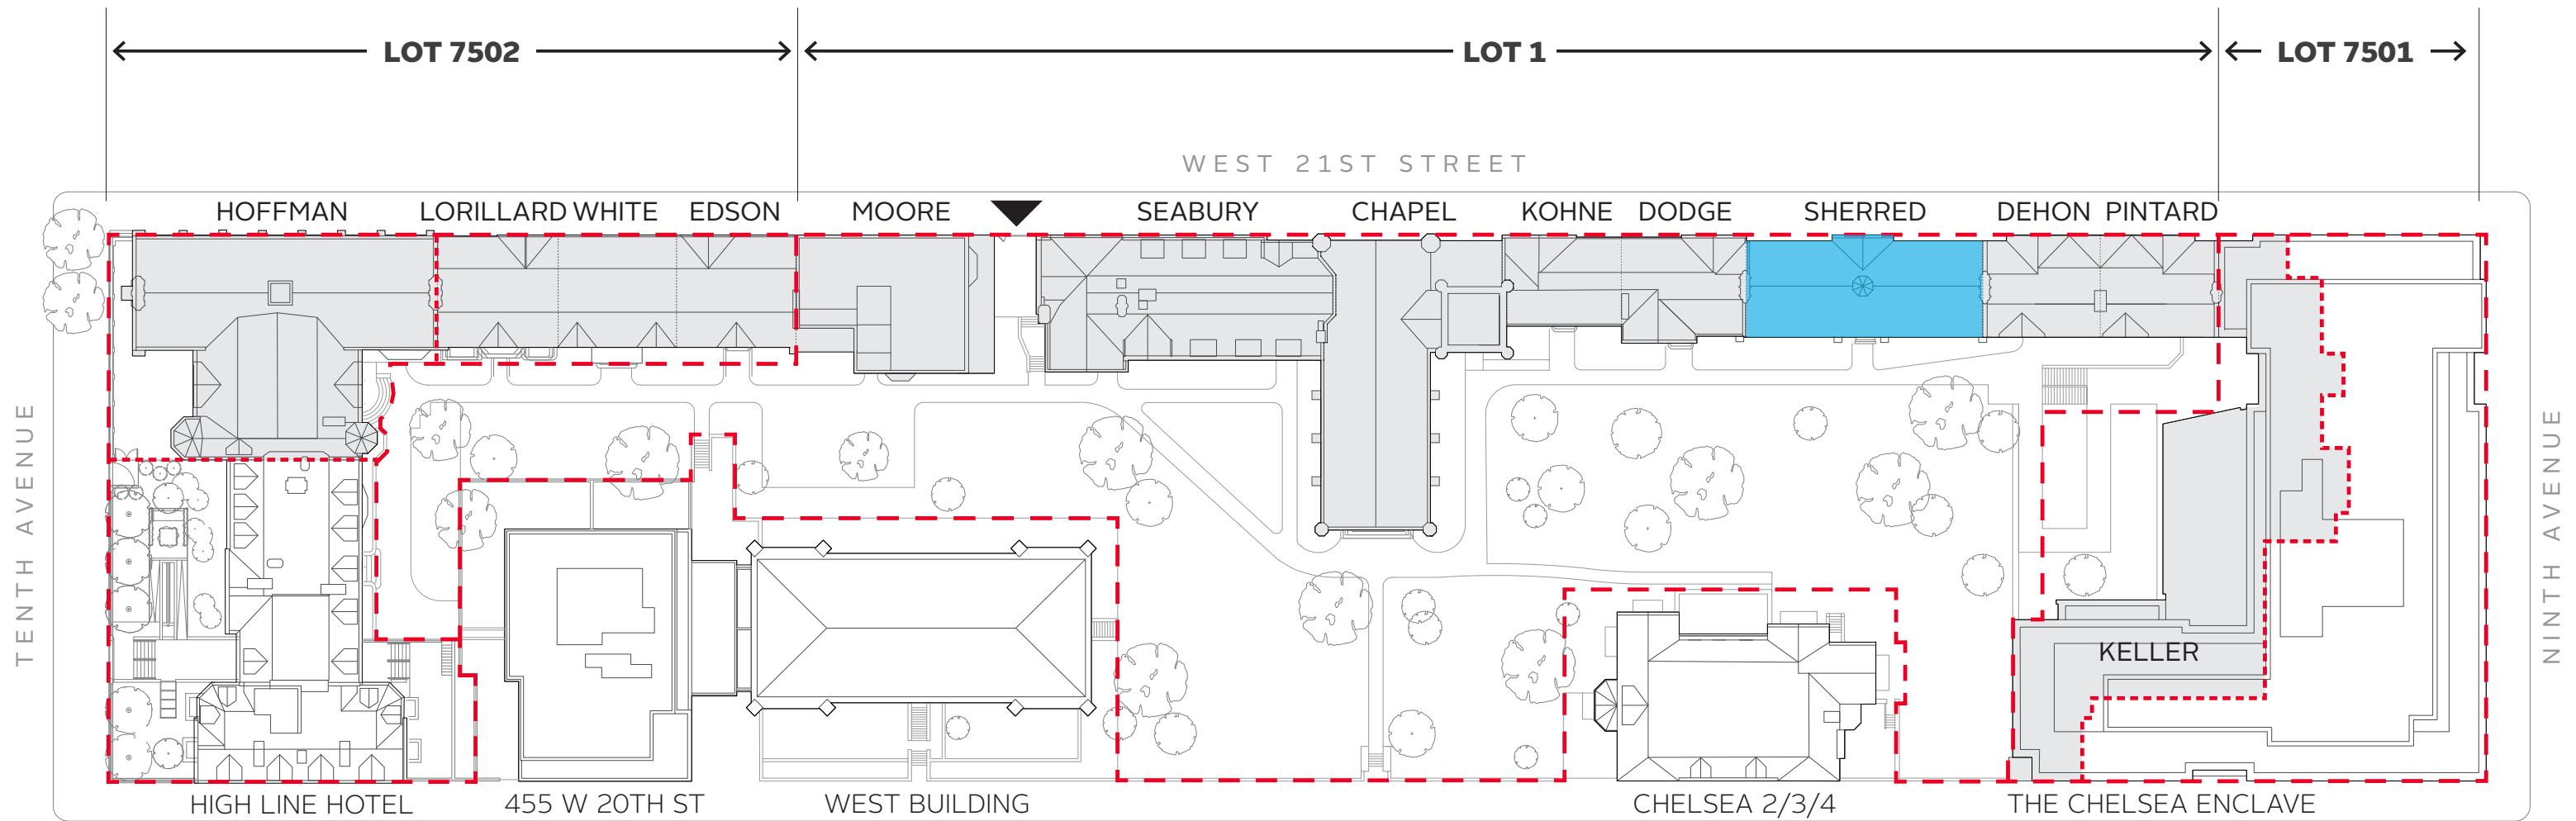 LOT 7502
LOT 1
LOT 7501
WEST 21ST STREET
HOFFMAN
LORILLARD
WHITE
EDSON
MOORE
SEABURY
CHAPEL
KOHNE
DODGE
SHERRED
DEHON
PINTARD
TENTH AVENUE
NINTH AVENUE
KELLER
HIGH LINE HOTEL
455 W 20TH ST
WEST BUILDING
CHELSEA 2/3/4
THE CHELSEA ENCLAVE